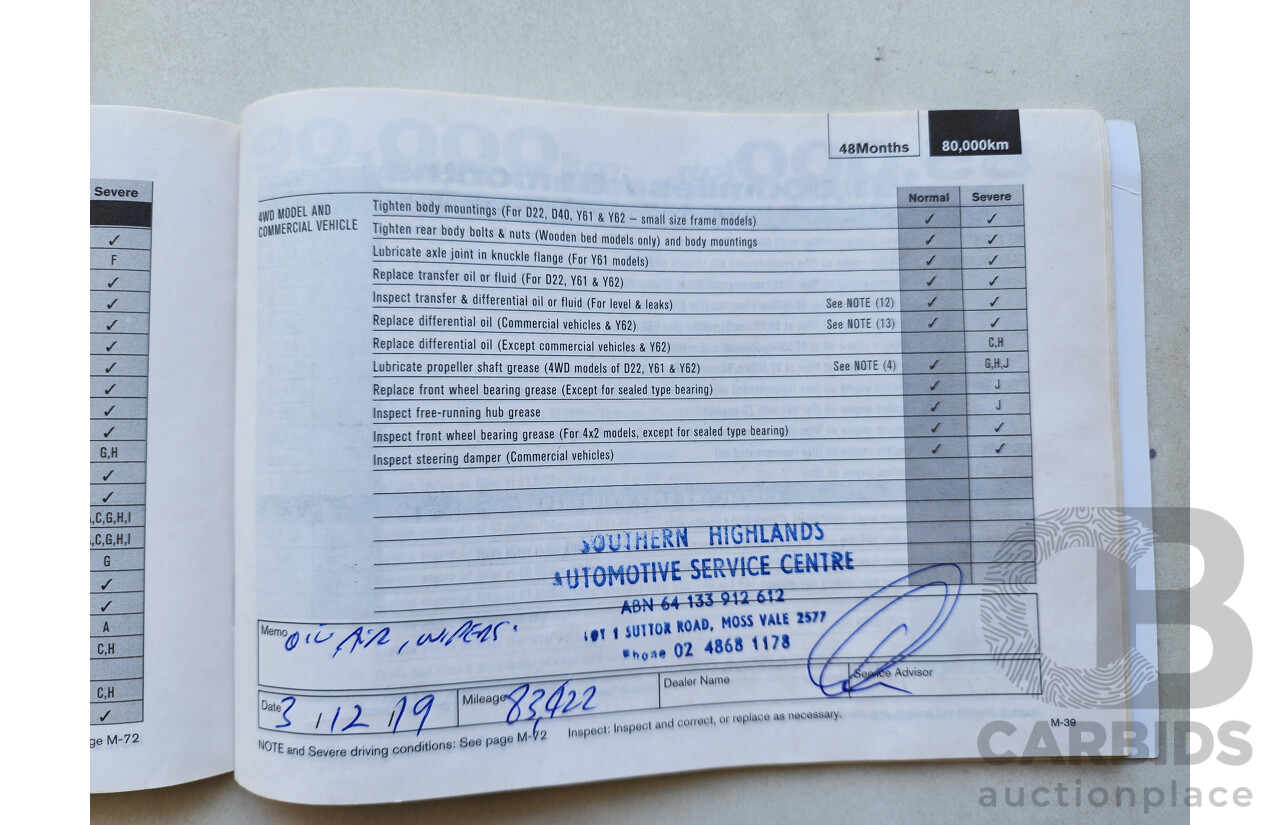 Severe
✓
F
✓
✓
✓
✓
✓
✓
✓
✓
G,H
✓
✓
,C,G,H,I
,C,G,H,I
G
✓
✓
A
C,H
C,H
✓
ge M-72
48Months 80,000km
Normal Severe
4WD MODEL AND
COMMERCIAL VEHICLE
Tighten body mountings (For D22, D40, Y61 & Y62 – small size frame models) ✓ ✓
Tighten rear body bolts & nuts (Wooden bed models only) and body mountings ✓ ✓
Lubricate axle joint in knuckle flange (For Y61 models) ✓ ✓
Replace transfer oil or fluid (For D22, Y61 & Y62) ✓ ✓
Inspect transfer & differential oil or fluid (For level & leaks) See NOTE (12) ✓ ✓
Replace differential oil (Commercial vehicles & Y62) See NOTE (13) ✓ ✓
Replace differential oil (Except commercial vehicles & Y62) C,H
Lubricate propeller shaft grease (4WD models of D22, Y61 & Y62) See NOTE (4) ✓ G,H,J
Replace front wheel bearing grease (Except for sealed type bearing) ✓ J
Inspect free-running hub grease ✓ J
Inspect front wheel bearing grease (For 4x2 models, except for sealed type bearing) ✓ ✓
Inspect steering damper (Commercial vehicles) ✓ ✓
SOUTHERN HIGHLANDS
AUTOMOTIVE SERVICE CENTRE
ABN 64 133 912 612
LOT 1 SUTTOR ROAD, MOSS VALE 2577
Phone 02 4868 1178
Memo OIL AIR, WIPERS.
Date 3/12/19 Mileage 83,422 Dealer Name Service Advisor
NOTE and Severe driving conditions: See page M-72 Inspect: Inspect and correct, or replace as necessary. M-39
CB
CARBIDS
auctionplace